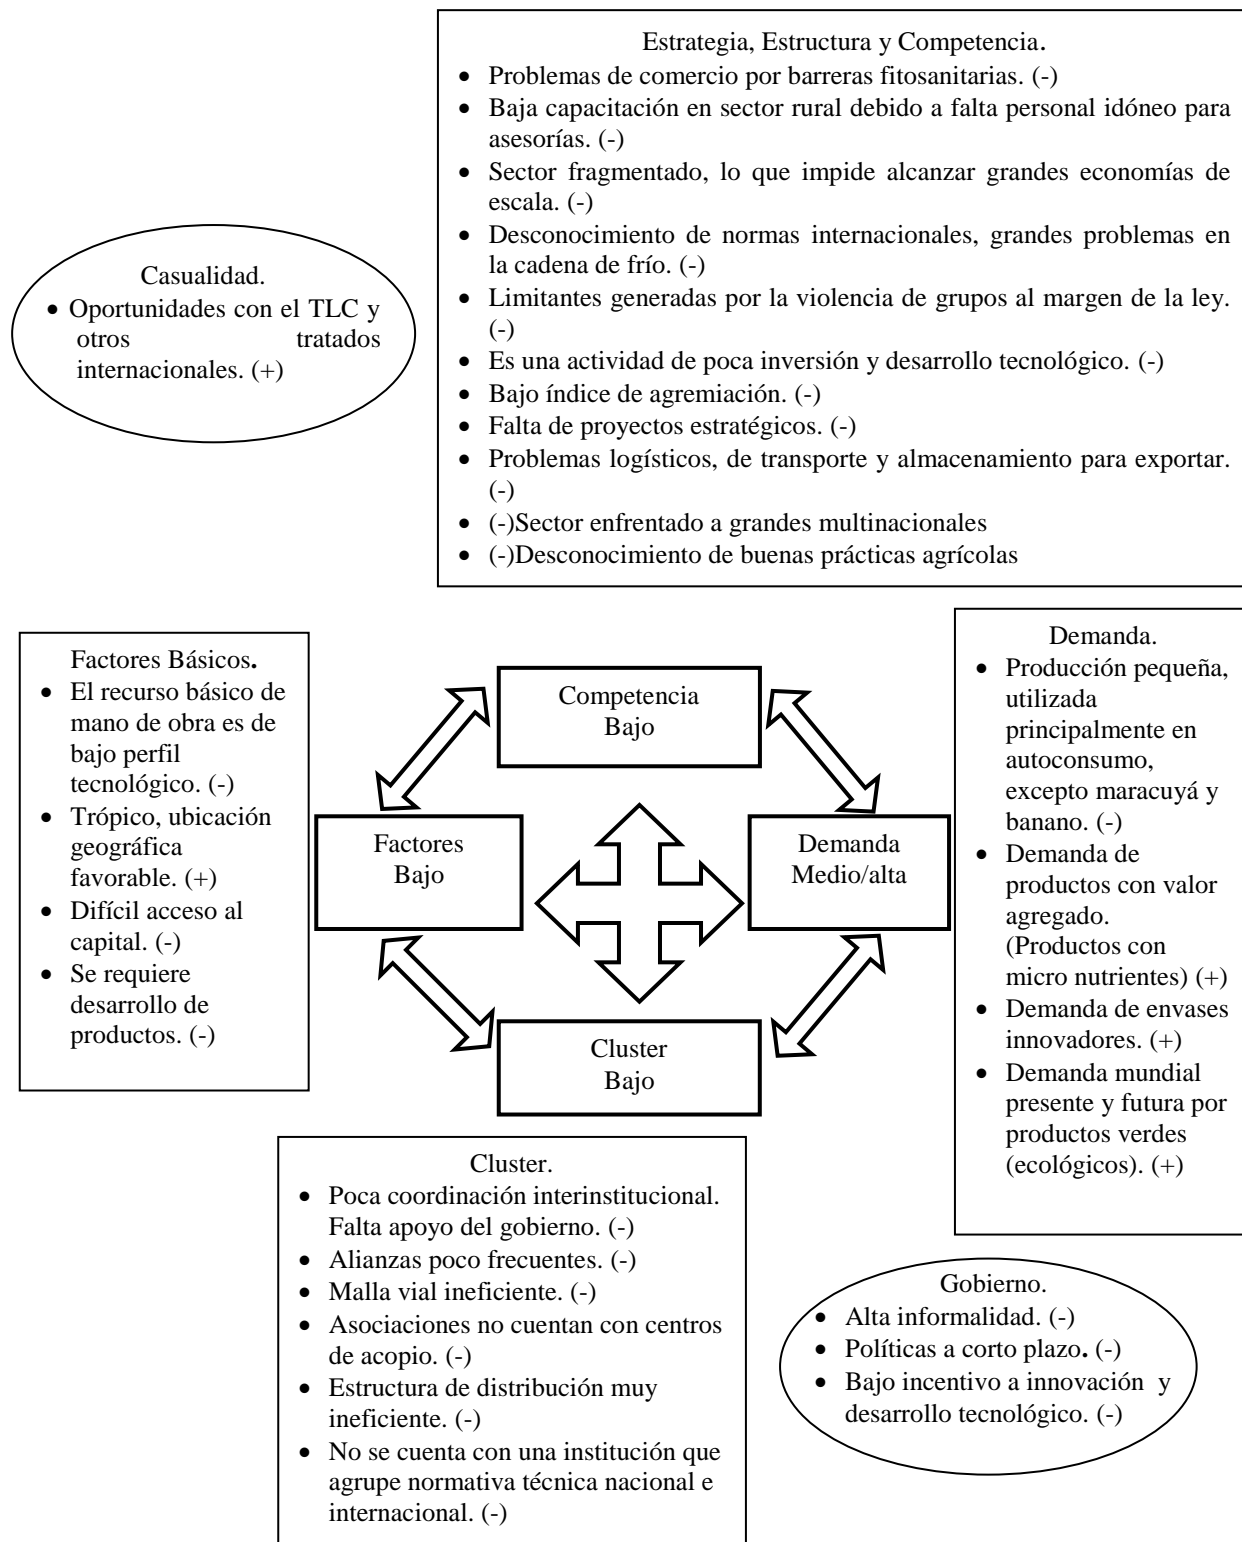 Estrategia, Estructura y Competencia.
• Problemas de comercio por barreras fitosanitarias. (-)
• Baja capacitación en sector rural debido a falta personal idóneo para
asesorías. (-)
• Sector fragmentado, lo que impide alcanzar grandes economías de
escala. (-)
• Desconocimiento de normas internacionales, grandes problemas en
la cadena de frío. (-)
• Limitantes generadas por la violencia de grupos al margen de la ley.
(-)
• Es una actividad de poca inversión y desarrollo tecnológico. (-)
• Bajo índice de agremiación. (-)
• Falta de proyectos estratégicos. (-)
• Problemas logísticos, de transporte y almacenamiento para exportar.
(-)
• (-)Sector enfrentado a grandes multinacionales
• (-)Desconocimiento de buenas prácticas agrícolas
Casualidad.
• Oportunidades con el TLC y
otros tratados
internacionales. (+)
Factores Básicos.
• El recurso básico de
mano de obra es de
bajo perfil
tecnológico. (-)
• Trópico, ubicación
geográfica
favorable. (+)
• Difícil acceso al
capital. (-)
• Se requiere
desarrollo de
productos. (-)
Competencia
Bajo
Factores
Bajo
Demanda
Medio/alta
Cluster
Bajo
Demanda.
• Producción pequeña,
utilizada
principalmente en
autoconsumo,
excepto maracuyá y
banano. (-)
• Demanda de
productos con valor
agregado.
(Productos con
micro nutrientes) (+)
• Demanda de envases
innovadores. (+)
• Demanda mundial
presente y futura por
productos verdes
(ecológicos). (+)
Cluster.
• Poca coordinación interinstitucional.
Falta apoyo del gobierno. (-)
• Alianzas poco frecuentes. (-)
• Malla vial ineficiente. (-)
• Asociaciones no cuentan con centros
de acopio. (-)
• Estructura de distribución muy
ineficiente. (-)
• No se cuenta con una institución que
agrupe normativa técnica nacional e
internacional. (-)
Gobierno.
• Alta informalidad. (-)
• Políticas a corto plazo. (-)
• Bajo incentivo a innovación y
desarrollo tecnológico. (-)